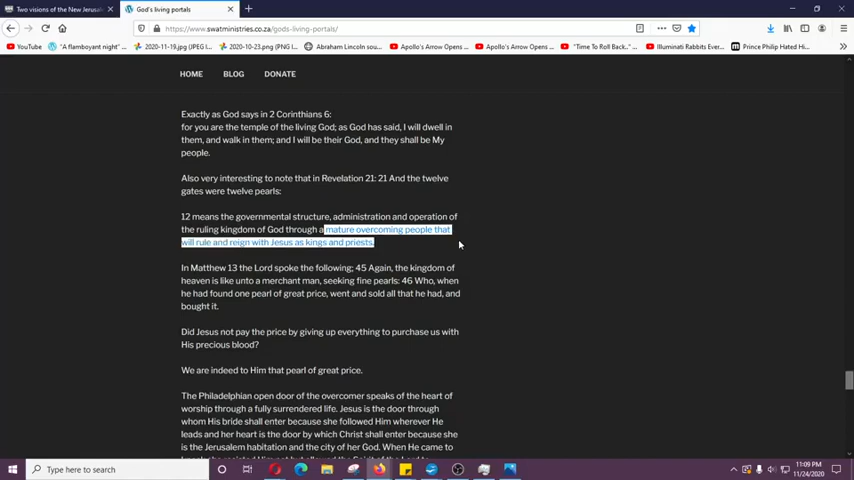 Two visions of the New Jerusal
God's living portals
https://www.swatministries.co.za/gods-living-portals/
YouTube
"A flamboyant night"
2020-11-19.jpg (JPEG I
2020-10-23.png (PNG I
Abraham Lincoln sou
Apollo's Arrow Opens
Apollo's Arrow Opens
"Time To Roll Back."
Illuminati Rabbits Ever
Prince Philip Hated Hi
HOME BLOG DONATE
Exactly as God says in 2 Corinthians 6:
for you are the temple of the living God; as God has said, I will dwell in
them, and walk in them; and I will be their God, and they shall be My
people.
Also very interesting to note that in Revelation 21: 21 And the twelve
gates were twelve pearls:
12 means the governmental structure, administration and operation of
the ruling kingdom of God through a mature overcoming people that
will rule and reign with Jesus as kings and priests.
In Matthew 13 the Lord spoke the following; 45 Again, the kingdom of
heaven is like unto a merchant man, seeking fine pearls: 46 Who, when
he had found one pearl of great price, went and sold all that he had, and
bought it.
Did Jesus not pay the price by giving up everything to purchase us with
His precious blood?
We are indeed to Him that pearl of great price.
The Philadelphian open door of the overcomer speaks of the heart of
worship through a fully surrendered life. Jesus is the door through
whom His bride shall enter because she followed Him wherever He
leads and her heart is the door by which Christ shall enter because she
is the Jerusalem habitation and the city of her God. When He came to
Type here to search
11:09 PM
11/24/2020